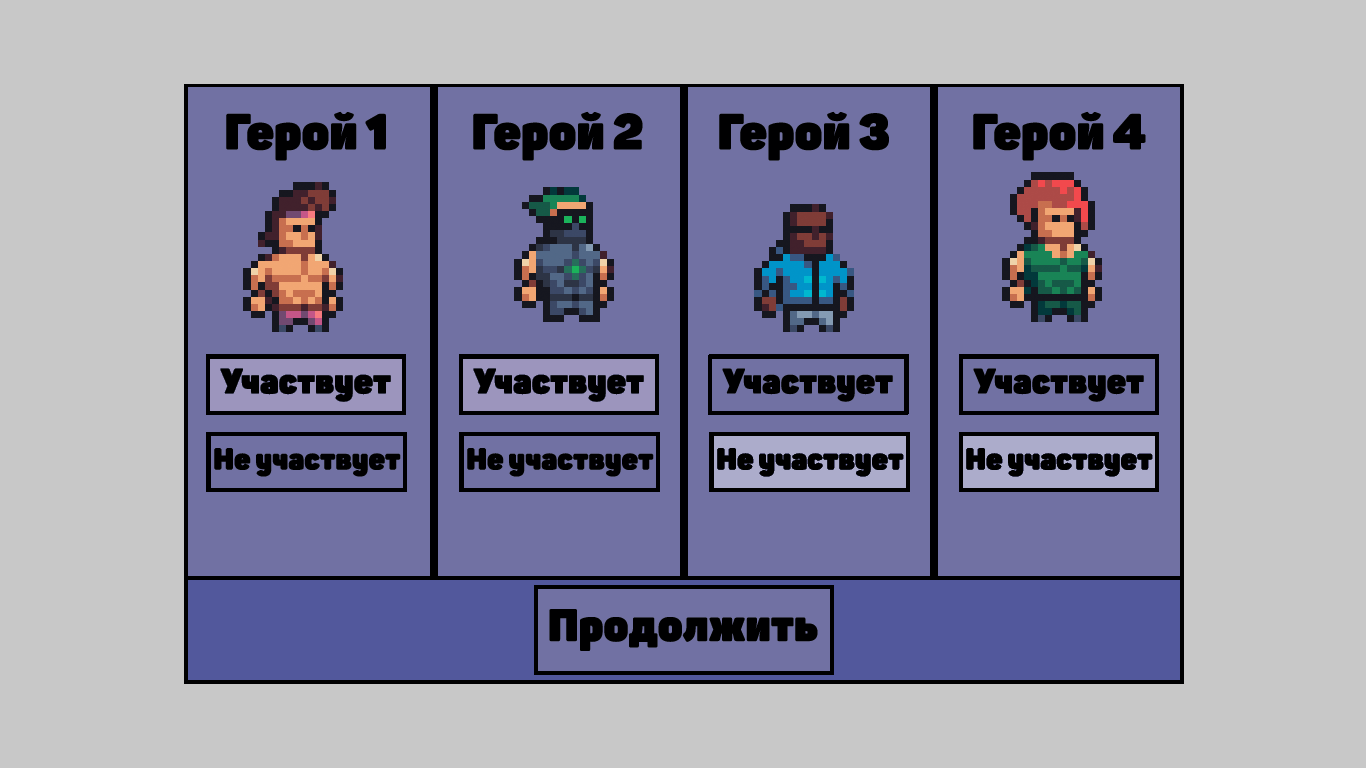 Герой 1
Герой 2
Герой 3
Герой 4
Участвует
Участвует
Участвует
Участвует
Не участвует
Не участвует
Не участвует
Не участвует
Продолжить